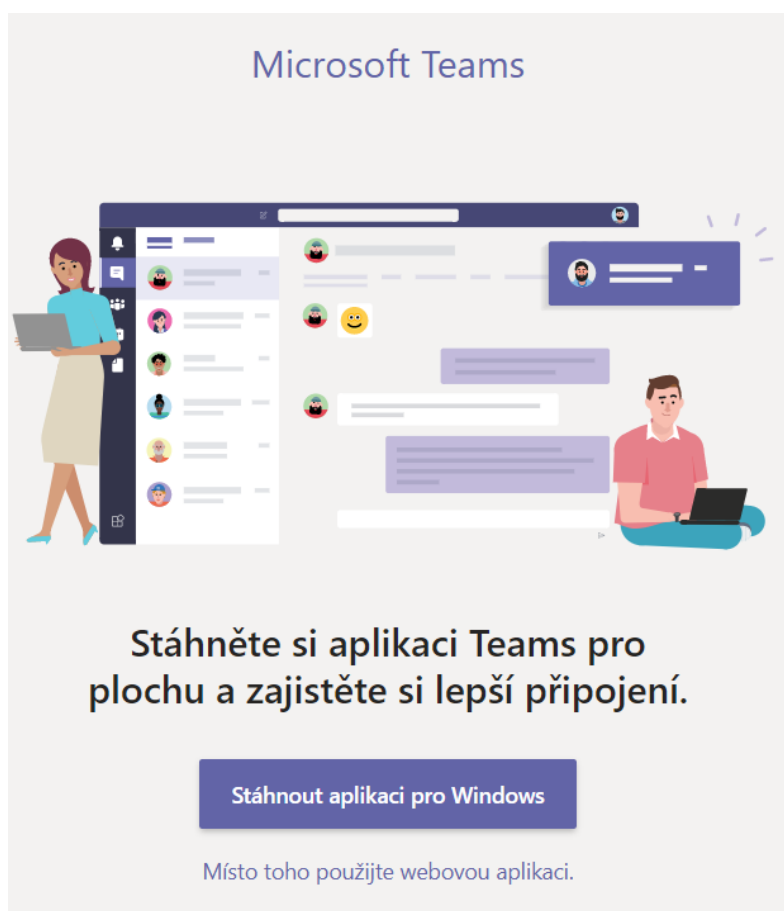 Microsoft Teams
Stáhněte si aplikaci Teams pro
plochu a zajistěte si lepší připojení.
Stáhnout aplikaci pro Windows
Místo toho použijte webovou aplikaci.